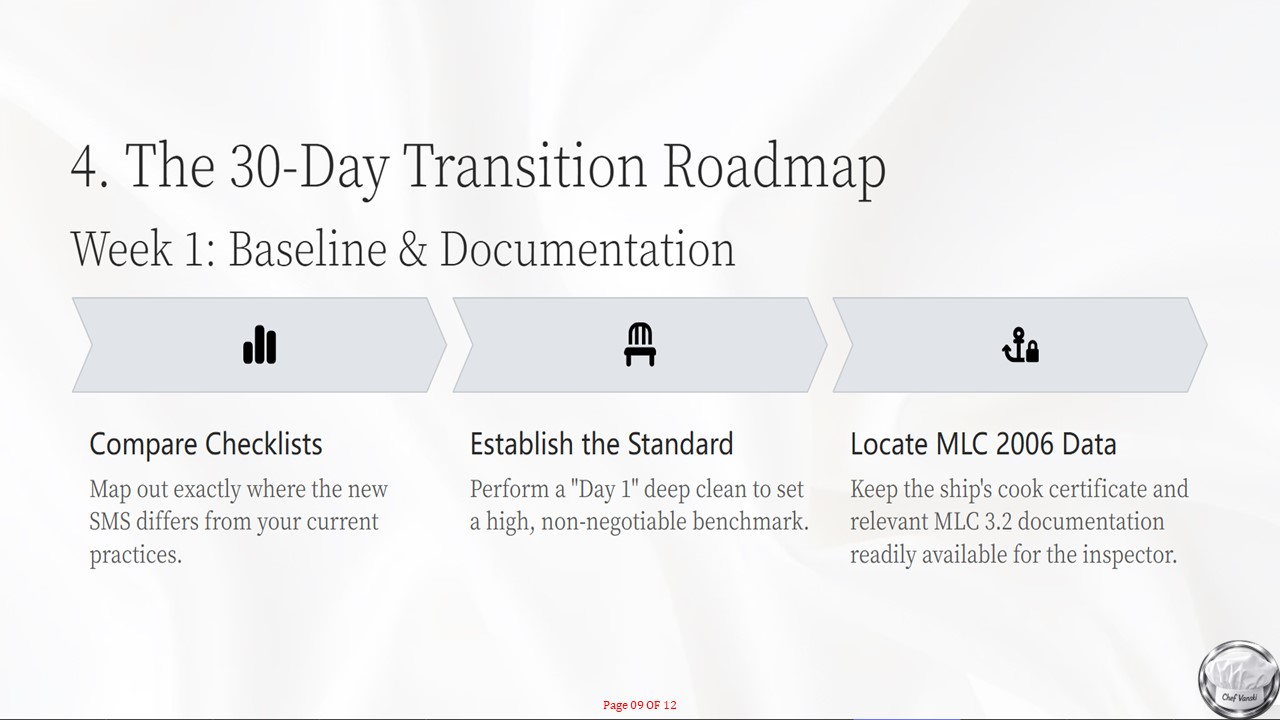 4. The 30-Day Transition Roadmap
Week 1: Baseline & Documentation
Compare Checklists
Map out exactly where the new
SMS differs from your current
practices.
Establish the Standard
Perform a "Day 1" deep clean to set
a high, non-negotiable benchmark.
Locate MLC 2006 Data
Keep the ship's cook certificate and
relevant MLC 3.2 documentation
readily available for the inspector.
Chef Vanski
Page 09 OF 12